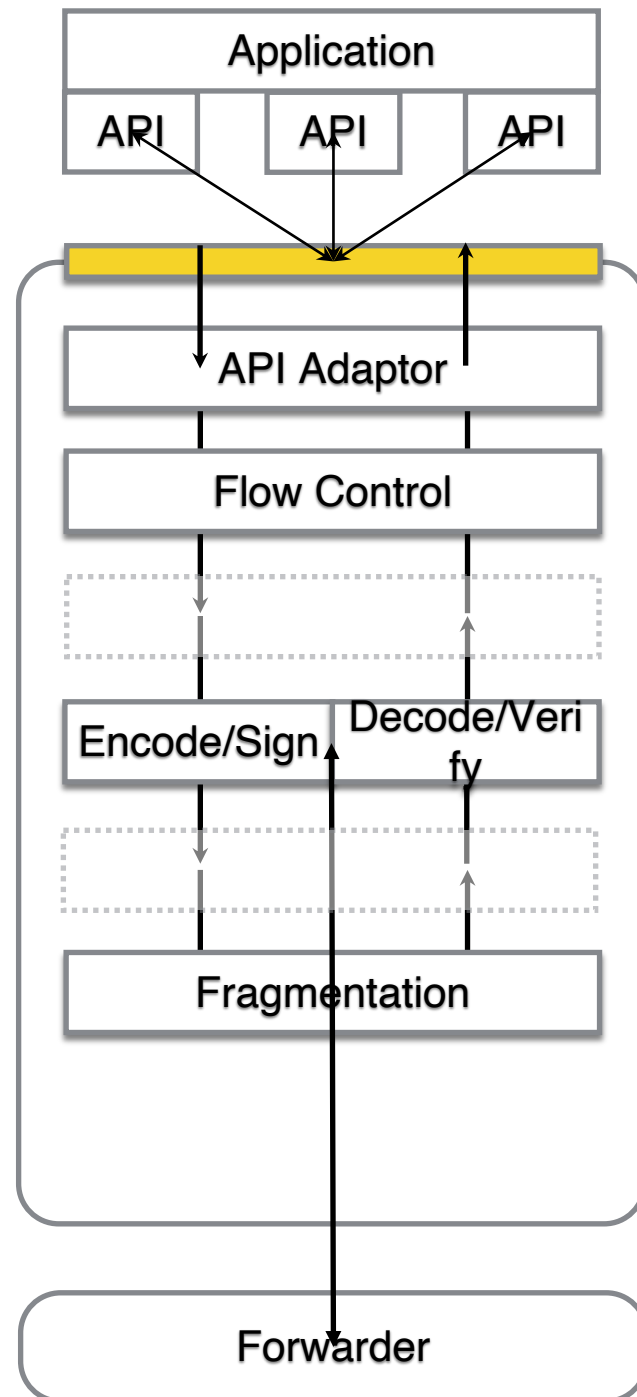 Application
API API API
API Adaptor
Flow Control
Encode/Sign
Decode/Veri
fy
Fragmentation
Forwarder